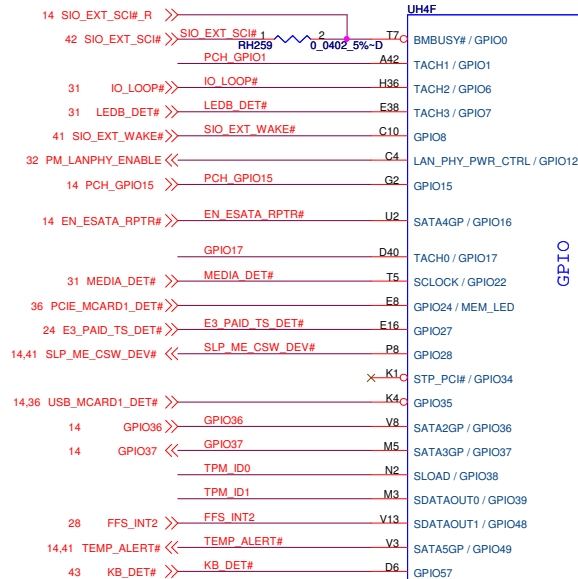 UH4F
14 SIO_EXT_SCI#_R
42 SIO_EXT_SCI# SIO_EXT_SCI# 1 2 T7 BMBUSY# / GPIO0
RH259 0_0402_5%~D
PCH_GPIO1 A42 TACH1 / GPIO1
31 IO_LOOP# IO_LOOP# H36 TACH2 / GPIO6
31 LEDB_DET# LEDB_DET# E38 TACH3 / GPIO7
41 SIO_EXT_WAKE# SIO_EXT_WAKE# C10 GPIO8
32 PM_LANPHY_ENABLE C4 LAN_PHY_PWR_CTRL / GPIO12
14 PCH_GPIO15 PCH_GPIO15 G2 GPIO15
14 EN_ESATA_RPTR# EN_ESATA_RPTR# U2 SATA4GP / GPIO16
GPIO17 D40 TACH0 / GPIO17
GPIO
31 MEDIA_DET# MEDIA_DET# T5 SCLOCK / GPIO22
36 PCIE_MCARD1_DET# E8 GPIO24 / MEM_LED
24 E3_PAID_TS_DET# E3_PAID_TS_DET# E16 GPIO27
14,41 SLP_ME_CSW_DEV# SLP_ME_CSW_DEV# P8 GPIO28
K1 STP_PCI# / GPIO34
14,36 USB_MCARD1_DET# K4 GPIO35
14 GPIO36 GPIO36 V8 SATA2GP / GPIO36
14 GPIO37 GPIO37 M5 SATA3GP / GPIO37
TPM_ID0 N2 SLOAD / GPIO38
TPM_ID1 M3 SDATAOUT0 / GPIO39
28 FFS_INT2 FFS_INT2 V13 SDATAOUT1 / GPIO48
14,41 TEMP_ALERT# TEMP_ALERT# V3 SATA5GP / GPIO49
43 KB_DET# KB_DET# D6 GPIO57